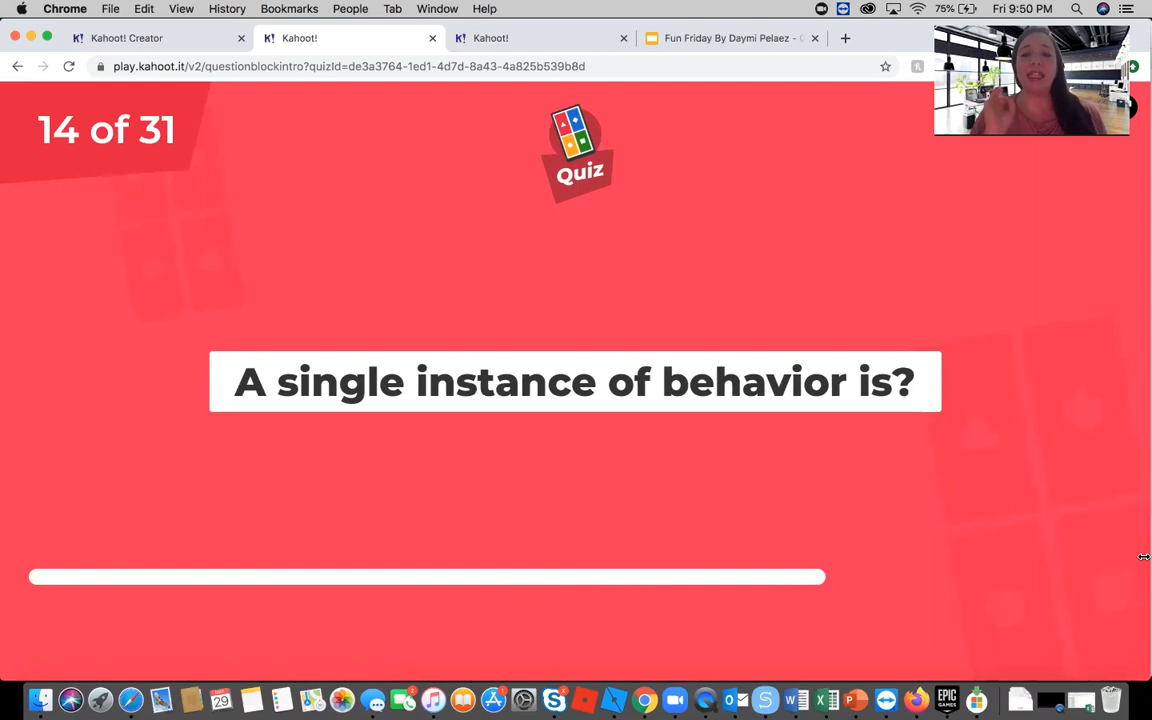 Chrome File Edit View History Bookmarks People Tab Window Help 75% Fri 9:50 PM
K! Kahoot! Creator K! Kahoot! K! Kahoot! Fun Friday By Daymi Pelaez -
play.kahoot.it/v2/questionblockintro?quizId=de3a3764-1ed1-4d7d-8a43-4a825b539b8d
14 of 31
Quiz
A single instance of behavior is?